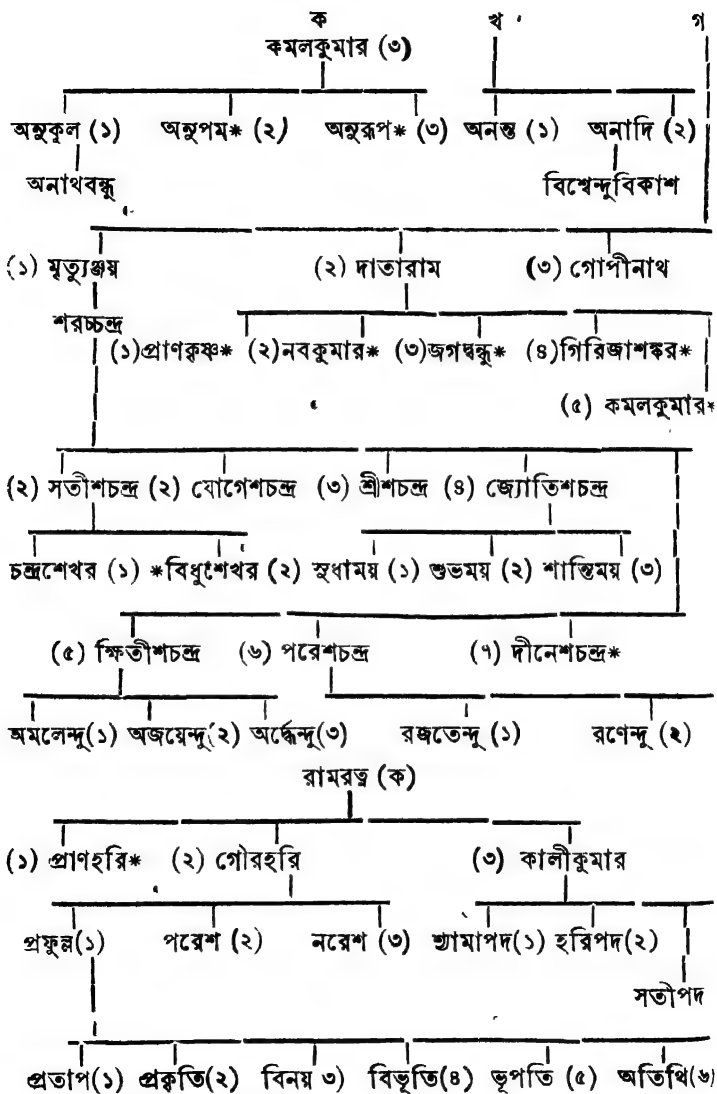 ক খ গ
কমলকুমার (৩)
অনুকূল (১) অনুপম* (২) অনুরূপ* (৩) অনন্ত (১) অনাদি (২)
অনাথবন্ধু বিশ্বেন্দুবিকাশ
(১) মৃত্যুঞ্জয় (২) দাতারাম (৩) গোপীনাথ
শরচ্চন্দ্র
(১)প্রাণকৃষ্ণ* (২)নবকুমার* (৩)জগদ্বন্ধু* (৪)গিরিজাশঙ্কর*
(৫) কমলকুমার*
(২) সতীশচন্দ্র (২) যোগেশচন্দ্র (৩) শ্রীশচন্দ্র (৪) জ্যোতিশচন্দ্র
চন্দ্রশেখর (১) *বিধুশেখর (২) সুধাময় (১) শুভময় (২) শান্তিময় (৩)
(৫) ক্ষিতীশচন্দ্র (৬) পরেশচন্দ্র (৭) দীনেশচন্দ্র*
অমলেন্দু(১) অজয়েন্দু(২) অর্দ্ধেন্দু(৩) রজতেন্দু (১) রণেন্দু (২)
রামরত্ন (ক)
(১) প্রাণহরি* (২) গৌরহরি (৩) কালীকুমার
প্রফুল্ল(১) পরেশ (২) নরেশ (৩) শ্যামাপদ(১) হরিপদ(২)
সতীপদ
প্রতাপ(১) প্রকৃতি(২) বিনয় ৩) বিভূতি(৪) ভূপতি (৫) অতিথি(৬)